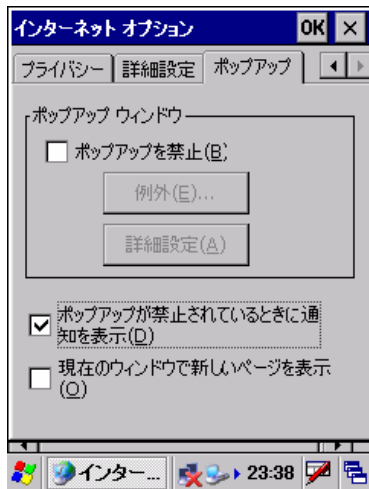 インターネット オプション OK ×
プライバシー 詳細設定 ポップアップ
ポップアップ ウィンドウ
ポップアップを禁止(B)
例外(E)...
詳細設定(A)
ポップアップが禁止されているときに通
知を表示(D)
現在のウィンドウで新しいページを表示
(O)
インター... 23:38